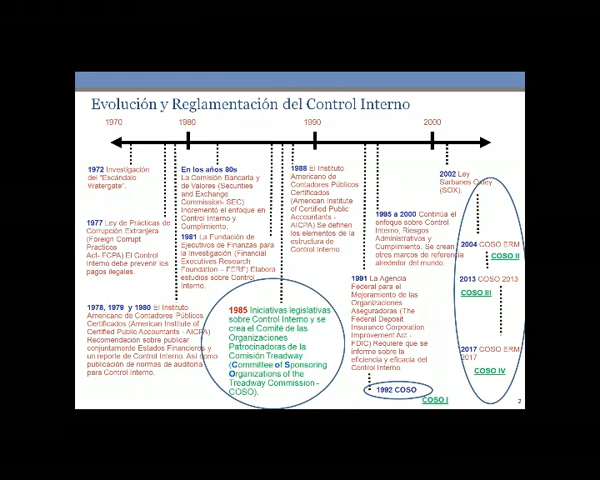 Evolución y Reglamentación del Control Interno
1970
1980
1990
2000
1972 Investigación
del "Escándalo
Watergate".
1977 Ley de Prácticas de
Corrupción Extranjera
(Foreign Corrupt
Practices
Act- FCPA) El Control
Interno debe prevenir los
pagos ilegales.
1978, 1979 y 1980 El Instituto
Americano de Contadores Públicos
Certificados (American Institute of
Certified Public Accountants - AICPA)
Recomendación sobre publicar
conjuntamente Estados Financieros y
un reporte de Control Interno. Así como
publicación de normas de auditoria
para Control Interno.
En los años 80s
La Comisión Bancaria y
de Valores (Securities
and Exchange
Commission- SEC)
Incrementó el enfoque en
Control Interno y
Cumplimiento.
1981 La Fundación de
Ejecutivos de Finanzas para
la Investigación (Financial
Executives Research
Foundation – FERF) Elabora
estudios sobre Control
Interno.
1985 Iniciativas legislativas
sobre Control Interno y se
crea el Comité de las
Organizaciones
Patrocinadoras de la
Comisión Treadway
(Committee of Sponsoring
Organizations of the
Treadway Commission -
COSO).
1988 El Instituto
Americano de
Contadores Públicos
Certificados
(American Institute
of Certified Public
Accountants -
AICPA) Se definen
los elementos de la
estructura de
Control Interno.
1991 La Agencia
Federal para el
Mejoramiento de las
Organizaciones
Aseguradoras (The
Federal Deposit
Insurance Corporation
Improvement Act -
FDIC) Requiere que se
informe sobre la
eficiencia y eficacia del
Control Interno.
1992 COSO
COSO I
1995 a 2000 Continúa el
enfoque sobre Control
Interno, Riesgos
Administrativos y
Cumplimiento. Se crean
otros marcos de referencia
alrededor del mundo.
2002 Ley
Sarbanes Oxley
(SOX).
2004 COSO ERM
COSO II
2013 COSO 2013
COSO III
2017 COSO ERM
2017
COSO IV
2